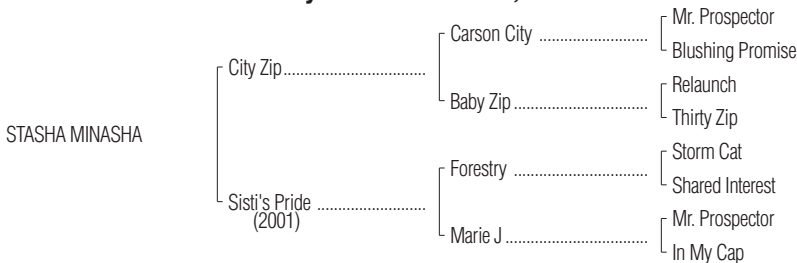 Mr. Prospector
Carson City ............................
Blushing Promise
City Zip.....................................
Relaunch
Baby Zip ...................................
Thirty Zip
STASHA MINASHA
Storm Cat
Forestry ...................................
Shared Interest
Sisti's Pride ............................
(2001)
Mr. Prospector
Marie J .....................................
In My Cap